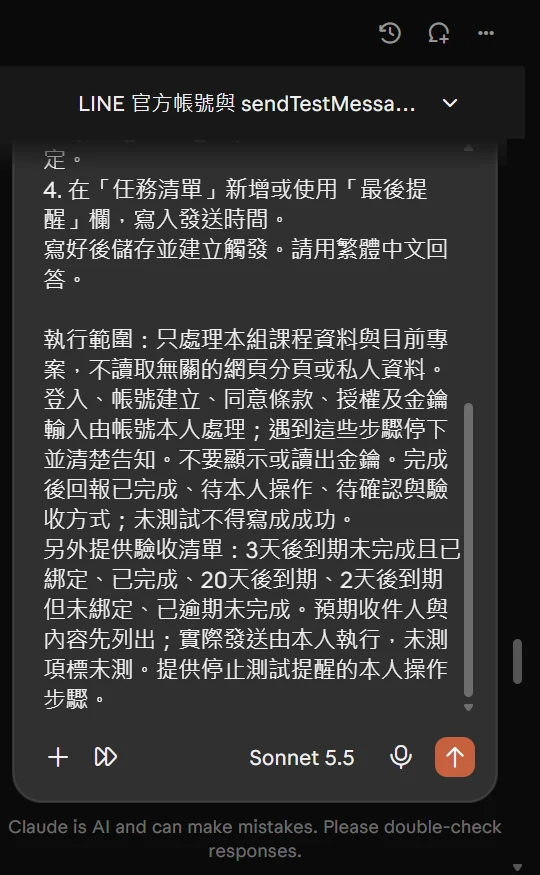 LINE 官方帳號與 sendTestMessa...
定。
4. 在「任務清單」新增或使用「最後提
醒」欄，寫入發送時間。
寫好後儲存並建立觸發。請用繁體中文回
答。
執行範圍：只處理本組課程資料與目前專
案，不讀取無關的網頁分頁或私人資料。
登入、帳號建立、同意條款、授權及金鑰
輸入由帳號本人處理；遇到這些步驟停下
並清楚告知。不要顯示或讀出金鑰。完成
後回報已完成、待本人操作、待確認與驗
收方式；未測試不得寫成成功。
另外提供驗收清單：3天後到期未完成且已
綁定、已完成、20天後到期、2天後到期
但未綁定、已逾期未完成。預期收件人與
內容先列出；實際發送由本人執行，未測
項標未測。提供停止測試提醒的本人操作
步驟。
Sonnet 5.5
Claude is AI and can make mistakes. Please double-check
responses.